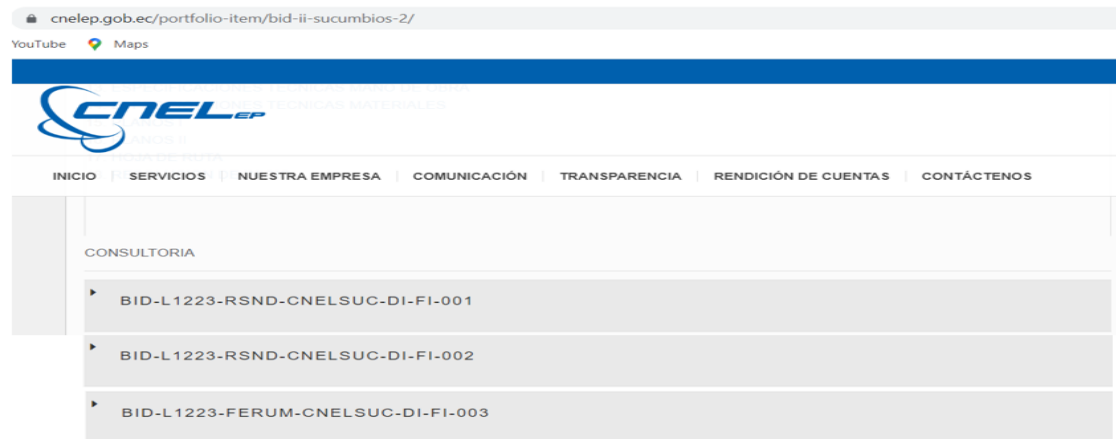 cnelep.gob.ec/portfolio-item/bid-ii-sucumbios-2/
YouTube Maps
CNEL EP
INICIO SERVICIOS NUESTRA EMPRESA COMUNICACIÓN TRANSPARENCIA RENDICIÓN DE CUENTAS CONTÁCTENOS
CONSULTORIA
BID-L1223-RSND-CNELSUC-DI-FI-001
BID-L1223-RSND-CNELSUC-DI-FI-002
BID-L1223-FERUM-CNELSUC-DI-FI-003